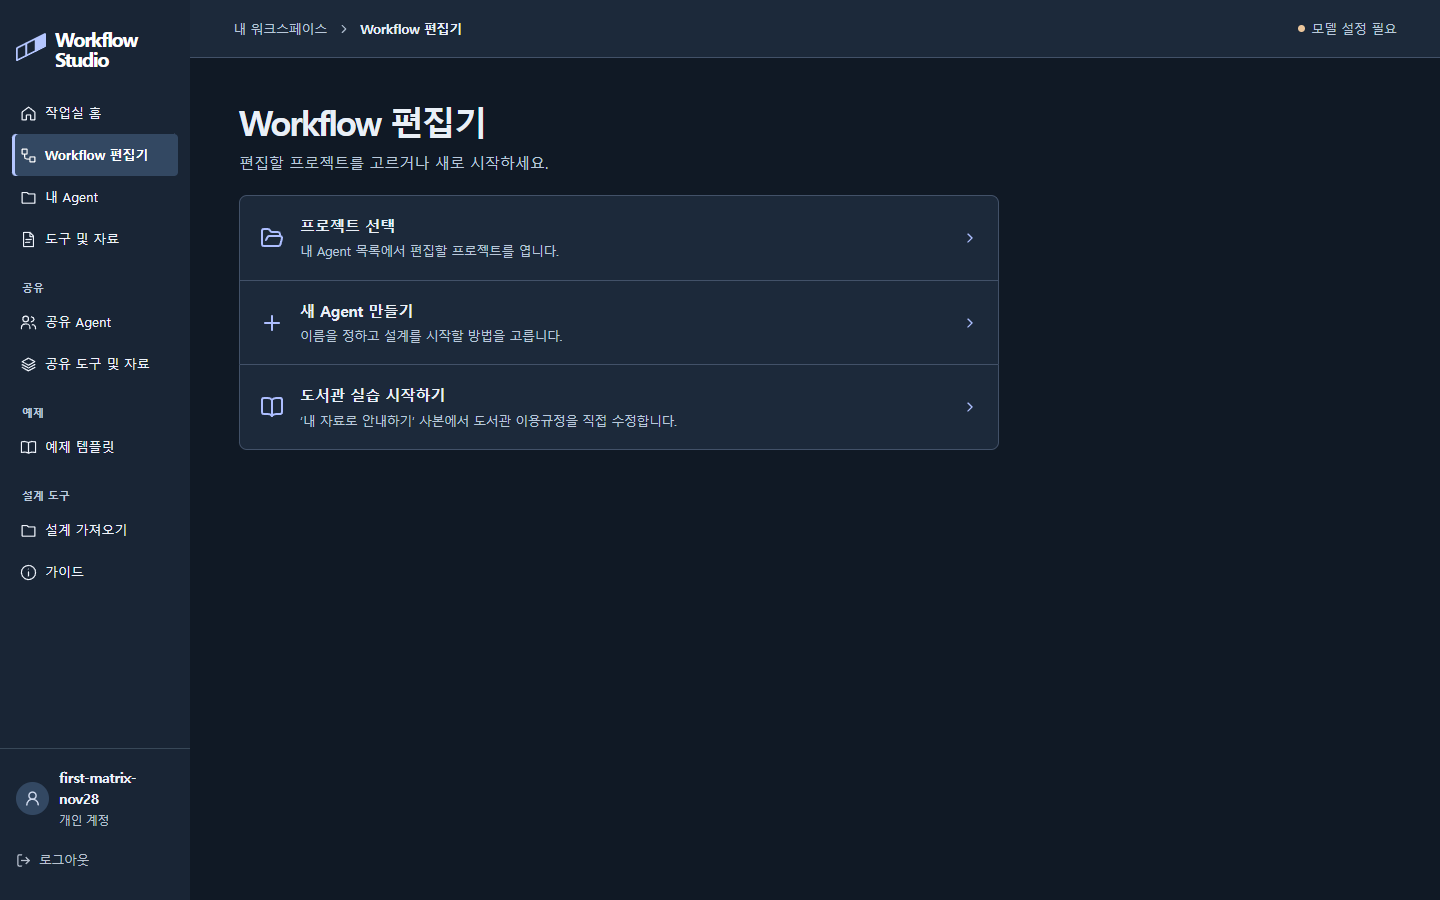 Workflow
Studio
작업실 홈
Workflow 편집기
내 Agent
도구 및 자료
공유
공유 Agent
공유 도구 및 자료
예제
예제 템플릿
설계 도구
설계 가져오기
가이드
first-matrix-
nov28
개인 계정
로그아웃
내 워크스페이스 > Workflow 편집기
모델 설정 필요
Workflow 편집기
편집할 프로젝트를 고르거나 새로 시작하세요.
프로젝트 선택
내 Agent 목록에서 편집할 프로젝트를 엽니다.
새 Agent 만들기
이름을 정하고 설계를 시작할 방법을 고릅니다.
도서관 실습 시작하기
‘내 자료로 안내하기’ 사본에서 도서관 이용규정을 직접 수정합니다.